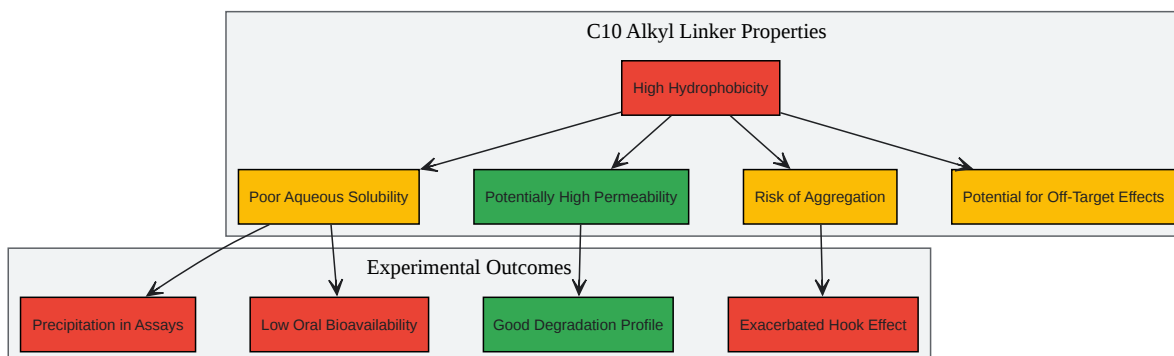 C10 Alkyl Linker Properties
High Hydrophobicity
Poor Aqueous Solubility
Potentially High Permeability
Risk of Aggregation
Potential for Off-Target Effects
Experimental Outcomes
Precipitation in Assays
Low Oral Bioavailability
Good Degradation Profile
Exacerbated Hook Effect